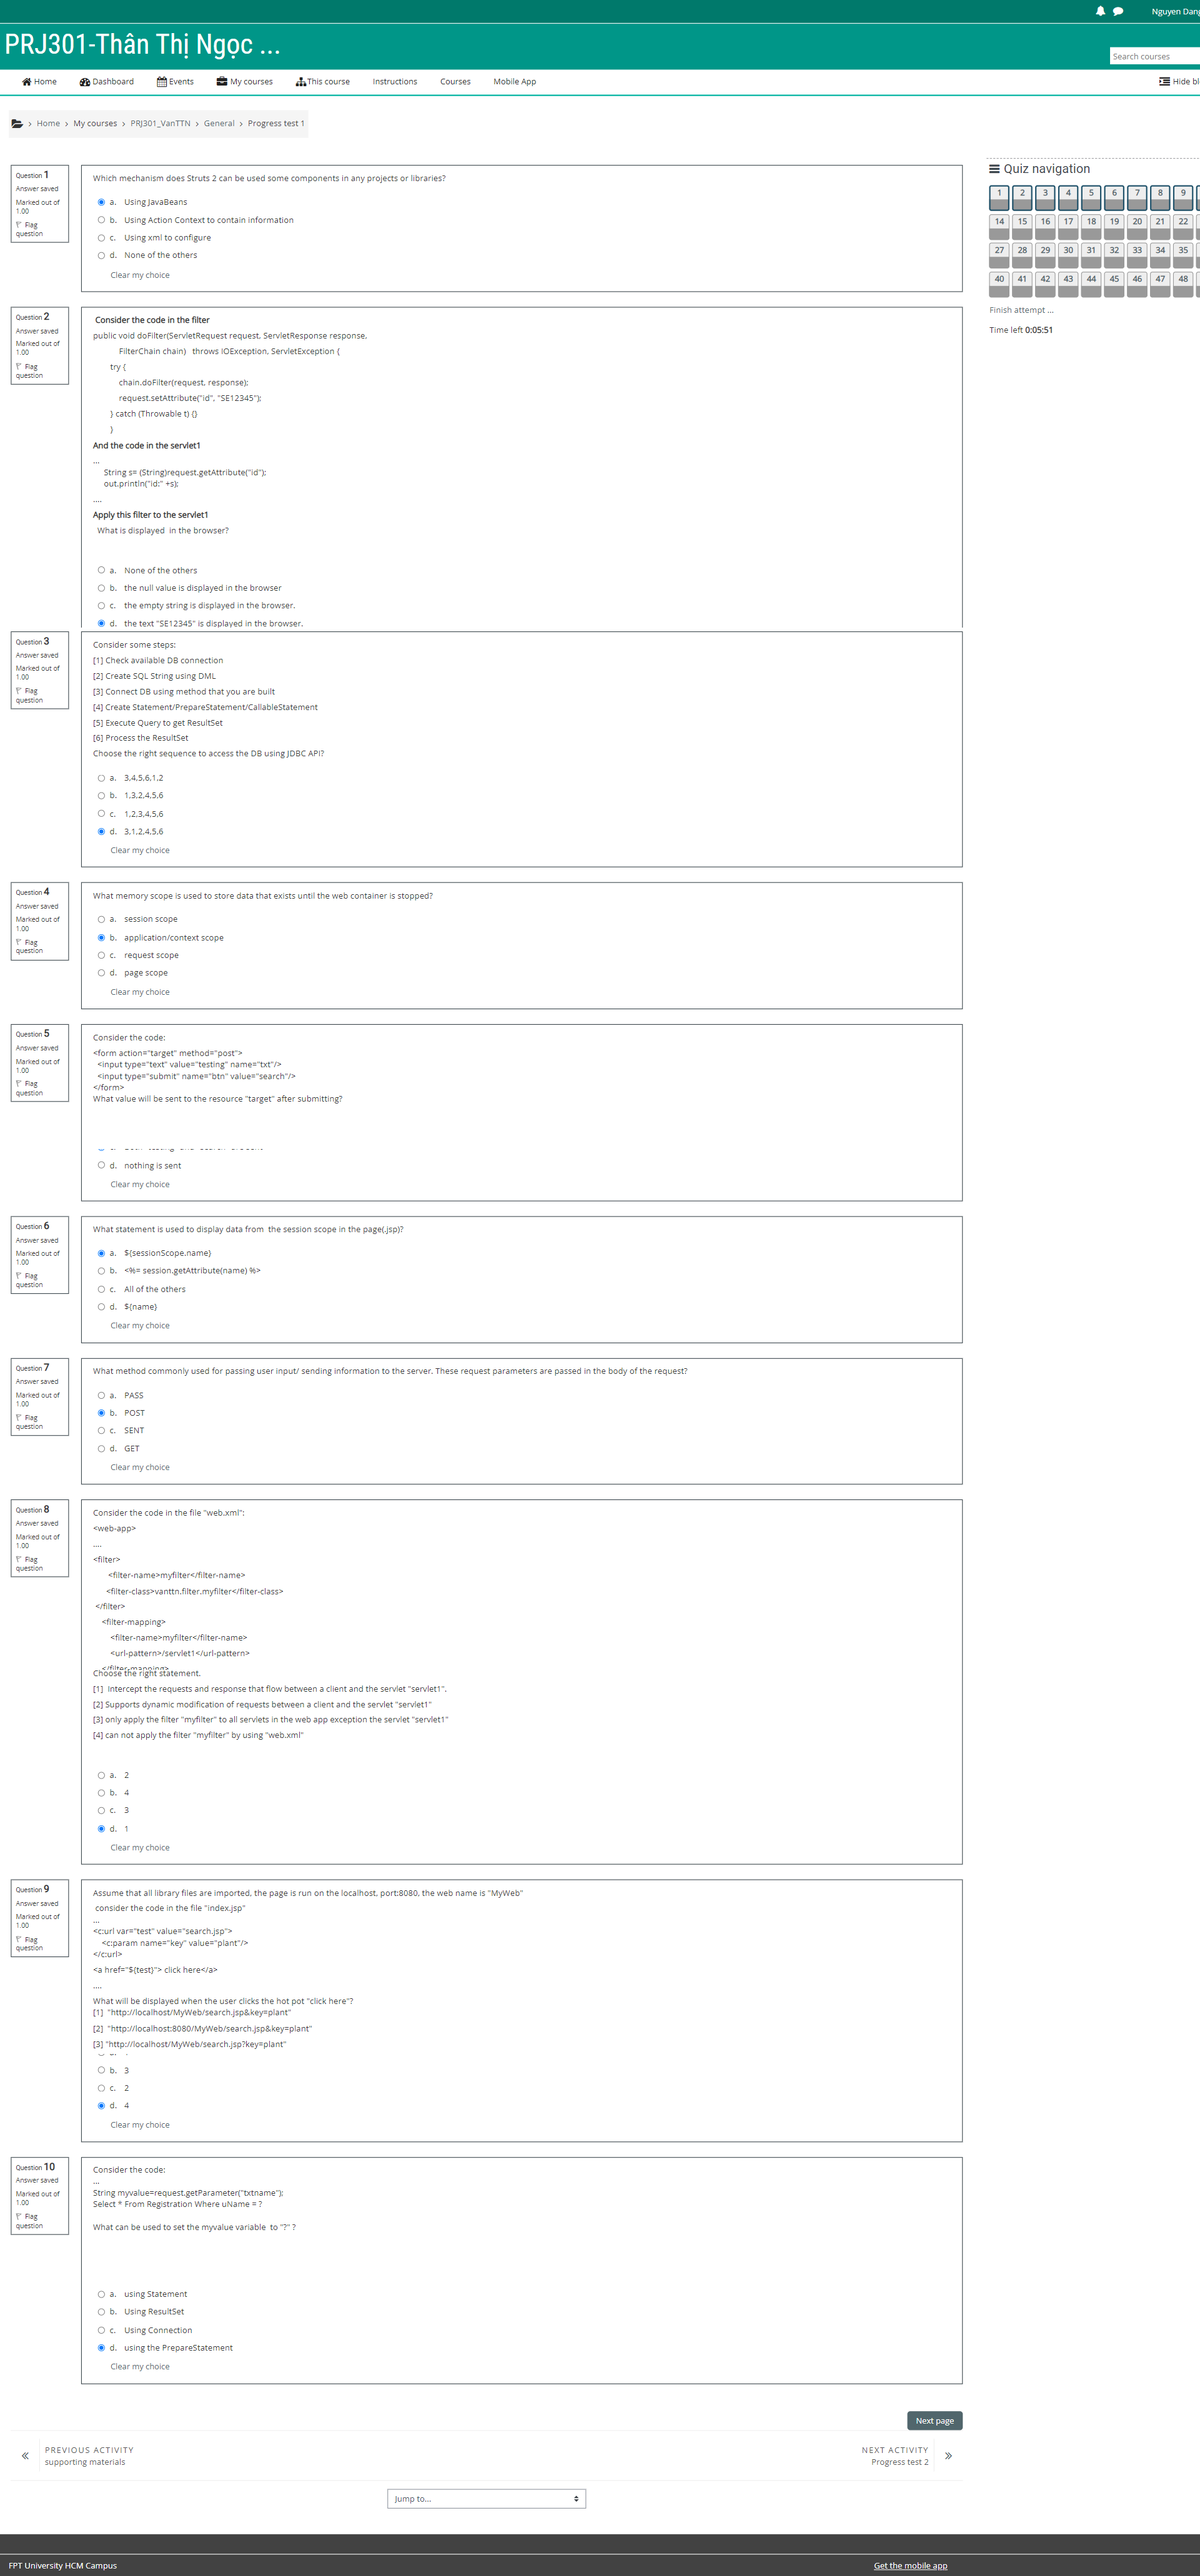 Nguyen Dang
PRJ301-Thân Thị Ngọc ...
Search courses
Home Dashboard Events My courses This course Instructions Courses Mobile App Hide bl
Home › My courses › PRJ301_VanTTN › General › Progress test 1
Quiz navigation
1 2 3 4 5 6 7 8 9
14 15 16 17 18 19 20 21 22
27 28 29 30 31 32 33 34 35
40 41 42 43 44 45 46 47 48
Finish attempt ...
Time left 0:05:51
Question 1
Answer saved
Marked out of
1.00
Flag
question
Which mechanism does Struts 2 can be used some components in any projects or libraries?
a. Using JavaBeans
b. Using Action Context to contain information
c. Using xml to configure
d. None of the others
Clear my choice
Question 2
Answer saved
Marked out of
1.00
Flag
question
Consider the code in the filter
public void doFilter(ServletRequest request, ServletResponse response,
FilterChain chain) throws IOException, ServletException {
try {
chain.doFilter(request, response);
request.setAttribute("id", "SE12345");
} catch (Throwable t) {}
}
And the code in the servlet1
...
String s= (String)request.getAttribute("id");
out.println("id:" +s);
....
Apply this filter to the servlet1
What is displayed in the browser?
a. None of the others
b. the null value is displayed in the browser
c. the empty string is displayed in the browser.
d. the text "SE12345" is displayed in the browser.
Question 3
Answer saved
Marked out of
1.00
Flag
question
Consider some steps:
[1] Check available DB connection
[2] Create SQL String using DML
[3] Connect DB using method that you are built
[4] Create Statement/PrepareStatement/CallableStatement
[5] Execute Query to get ResultSet
[6] Process the ResultSet
Choose the right sequence to access the DB using JDBC API?
a. 3,4,5,6,1,2
b. 1,3,2,4,5,6
c. 1,2,3,4,5,6
d. 3,1,2,4,5,6
Clear my choice
Question 4
Answer saved
Marked out of
1.00
Flag
question
What memory scope is used to store data that exists until the web container is stopped?
a. session scope
b. application/context scope
c. request scope
d. page scope
Clear my choice
Question 5
Answer saved
Marked out of
1.00
Flag
question
Consider the code:
<form action="target" method="post">
<input type="text" value="testing" name="txt"/>
<input type="submit" name="btn" value="search"/>
</form>
What value will be sent to the resource "target" after submitting?
d. nothing is sent
Clear my choice
Question 6
Answer saved
Marked out of
1.00
Flag
question
What statement is used to display data from the session scope in the page(.jsp)?
a. ${sessionScope.name}
b. <%= session.getAttribute(name) %>
c. All of the others
d. ${name}
Clear my choice
Question 7
Answer saved
Marked out of
1.00
Flag
question
What method commonly used for passing user input/ sending information to the server. These request parameters are passed in the body of the request?
a. PASS
b. POST
c. SENT
d. GET
Clear my choice
Question 8
Answer saved
Marked out of
1.00
Flag
question
Consider the code in the file "web.xml":
<web-app>
....
<filter>
<filter-name>myfilter</filter-name>
<filter-class>vanttn.filter.myfilter</filter-class>
</filter>
<filter-mapping>
<filter-name>myfilter</filter-name>
<url-pattern>/servlet1</url-pattern>
</filter-mapping>
Choose the right statement.
[1] Intercept the requests and response that flow between a client and the servlet "servlet1".
[2] Supports dynamic modification of requests between a client and the servlet "servlet1"
[3] only apply the filter "myfilter" to all servlets in the web app exception the servlet "servlet1"
[4] can not apply the filter "myfilter" by using "web.xml"
a. 2
b. 4
c. 3
d. 1
Clear my choice
Question 9
Answer saved
Marked out of
1.00
Flag
question
Assume that all library files are imported, the page is run on the localhost, port:8080, the web name is "MyWeb"
consider the code in the file "index.jsp"
...
<c:url var="test" value="search.jsp">
<c:param name="key" value="plant"/>
</c:url>
<a href="${test}"> click here</a>
....
What will be displayed when the user clicks the hot pot "click here"?
[1] "http://localhost/MyWeb/search.jsp&key=plant"
[2] "http://localhost:8080/MyWeb/search.jsp&key=plant"
[3] "http://localhost/MyWeb/search.jsp?key=plant"
b. 3
c. 2
d. 4
Clear my choice
Question 10
Answer saved
Marked out of
1.00
Flag
question
Consider the code:
...
String myvalue=request.getParameter("txtname");
Select * From Registration Where uName = ?
What can be used to set the myvalue variable to "?" ?
a. using Statement
b. Using ResultSet
c. Using Connection
d. using the PrepareStatement
Clear my choice
Next page
PREVIOUS ACTIVITY
supporting materials
NEXT ACTIVITY
Progress test 2
Jump to...
FPT University HCM Campus
Get the mobile app